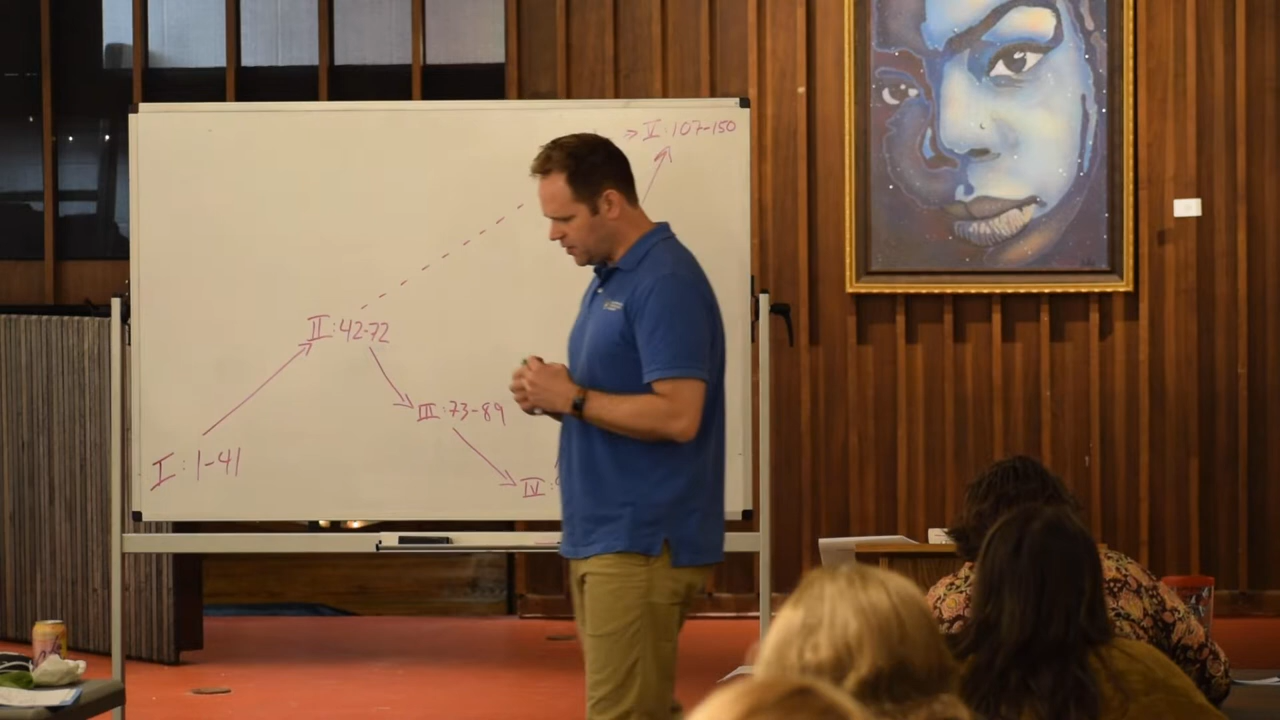 → V: 107-150
II: 42-72
III: 73-89
I: 1-41
IV: